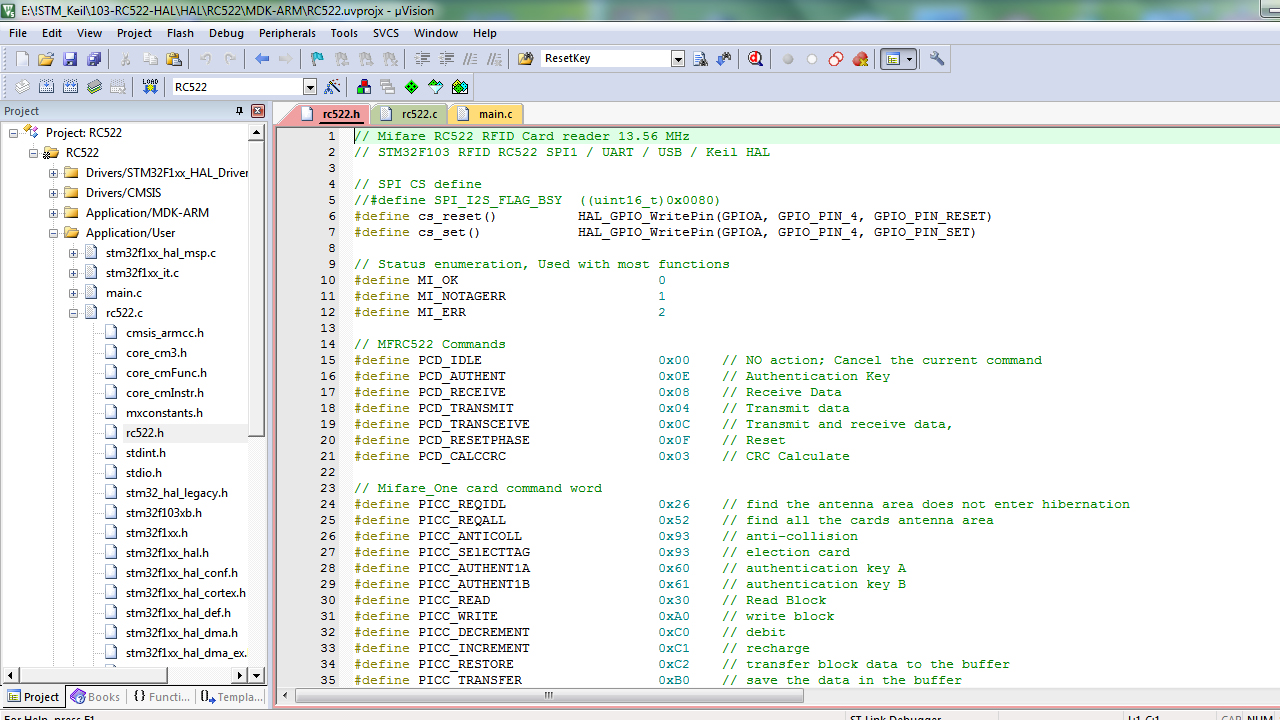 E:\!STM_Keil\103-RC522-HAL\HAL\RC522\MDK-ARM\RC522.uvprojx - µVision
File Edit View Project Flash Debug Peripherals Tools SVCS Window Help
ResetKey
LOAD RC522
Project
rc522.h rc522.c main.c
Project: RC522
RC522
Drivers/STM32F1xx_HAL_Driver
Drivers/CMSIS
Application/MDK-ARM
Application/User
stm32f1xx_hal_msp.c
stm32f1xx_it.c
main.c
rc522.c
cmsis_armcc.h
core_cm3.h
core_cmFunc.h
core_cmInstr.h
mxconstants.h
rc522.h
stdint.h
stdio.h
stm32_hal_legacy.h
stm32f103xb.h
stm32f1xx.h
stm32f1xx_hal.h
stm32f1xx_hal_conf.h
stm32f1xx_hal_cortex.h
stm32f1xx_hal_def.h
stm32f1xx_hal_dma.h
stm32f1xx_hal_dma_ex.
1 // Mifare RC522 RFID Card reader 13.56 MHz
2 // STM32F103 RFID RC522 SPI1 / UART / USB / Keil HAL
3
4 // SPI CS define
5 //#define SPI_I2S_FLAG_BSY ((uint16_t)0x0080)
6 #define cs_reset() HAL_GPIO_WritePin(GPIOA, GPIO_PIN_4, GPIO_PIN_RESET)
7 #define cs_set() HAL_GPIO_WritePin(GPIOA, GPIO_PIN_4, GPIO_PIN_SET)
8
9 // Status enumeration, Used with most functions
10 #define MI_OK 0
11 #define MI_NOTAGERR 1
12 #define MI_ERR 2
13
14 // MFRC522 Commands
15 #define PCD_IDLE 0x00 // NO action; Cancel the current command
16 #define PCD_AUTHENT 0x0E // Authentication Key
17 #define PCD_RECEIVE 0x08 // Receive Data
18 #define PCD_TRANSMIT 0x04 // Transmit data
19 #define PCD_TRANSCEIVE 0x0C // Transmit and receive data,
20 #define PCD_RESETPHASE 0x0F // Reset
21 #define PCD_CALCCRC 0x03 // CRC Calculate
22
23 // Mifare_One card command word
24 #define PICC_REQIDL 0x26 // find the antenna area does not enter hibernation
25 #define PICC_REQALL 0x52 // find all the cards antenna area
26 #define PICC_ANTICOLL 0x93 // anti-collision
27 #define PICC_SElECTTAG 0x93 // election card
28 #define PICC_AUTHENT1A 0x60 // authentication key A
29 #define PICC_AUTHENT1B 0x61 // authentication key B
30 #define PICC_READ 0x30 // Read Block
31 #define PICC_WRITE 0xA0 // write block
32 #define PICC_DECREMENT 0xC0 // debit
33 #define PICC_INCREMENT 0xC1 // recharge
34 #define PICC_RESTORE 0xC2 // transfer block data to the buffer
35 #define PICC_TRANSFER 0xB0 // save the data in the buffer
Project Books {} Functi... Templa...
For Help, press F1 ST-Link Debugger L:1 C:1 CAP NUM